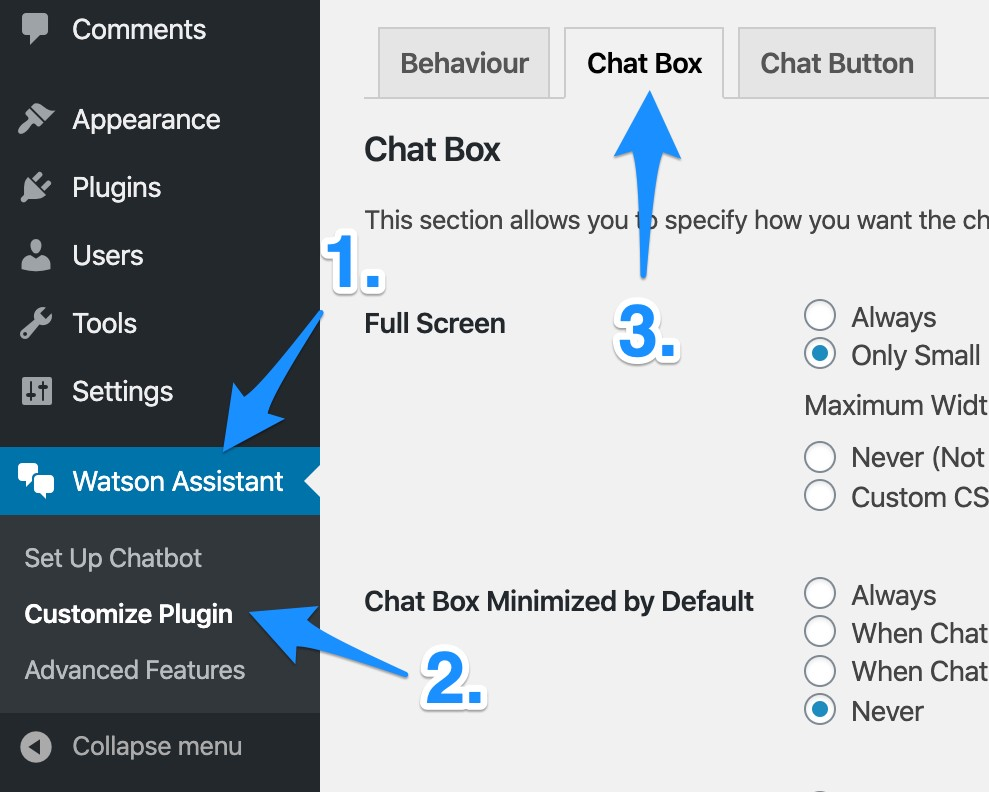 Comments
Appearance
Plugins
Users
Tools
Settings
Watson Assistant
Set Up Chatbot
Customize Plugin
Advanced Features
Collapse menu
1.
2.
Behaviour
Chat Box
Chat Button
Chat Box
This section allows you to specify how you want the ch
3.
Full Screen
Always
Only Small
Maximum Widt
Never (Not
Custom CS
Chat Box Minimized by Default
Always
When Chat
When Chat
Never